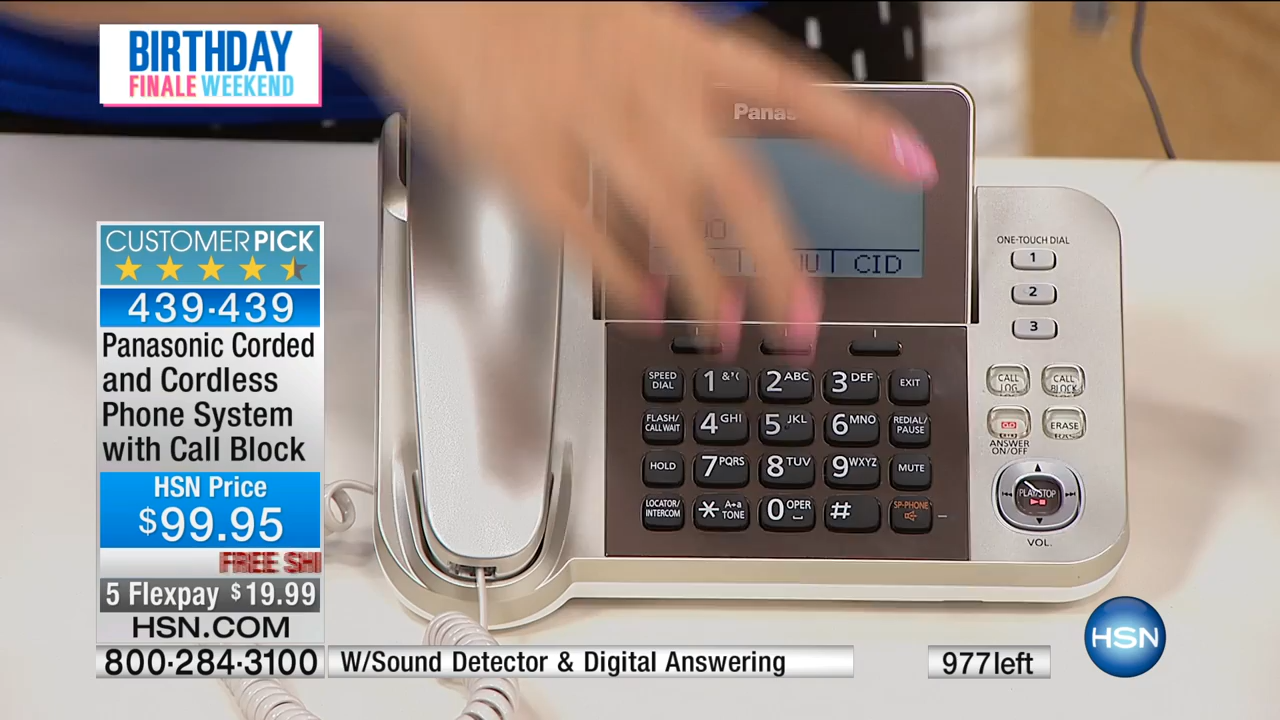 BIRTHDAY
FINALE WEEKEND
CUSTOMER PICK
439-439
Panasonic Corded
and Cordless
Phone System
with Call Block
HSN Price
$99.95
FREE SHI
5 Flexpay $19.99
HSN.COM
800-284-3100
W/Sound Detector & Digital Answering
977 left
HSN
Panas
CID
ONE-TOUCH DIAL
1
2
3
SPEED DIAL
1 &'(
2 ABC
3 DEF
EXIT
FLASH/ CALL WAIT
4 GHI
5 JKL
6 MNO
REDIAL/ PAUSE
HOLD
7 PQRS
8 TUV
9 WXYZ
MUTE
LOCATOR/ INTERCOM
* A→a TONE
0 OPER
#
SP-PHONE
CALL LOG
CALL BLOCK
ERASE
ANSWER
ON/OFF
PLAY/STOP
VOL.